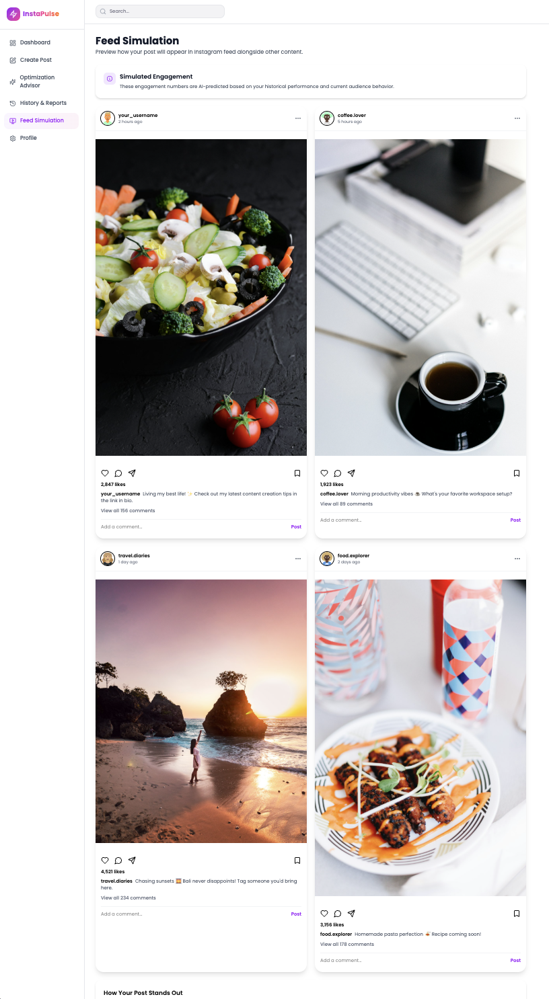 InstaPulse
Search...
Dashboard
Create Post
Optimization
Advisor
History & Reports
Feed Simulation
Profile
Feed Simulation
Preview how your post will appear in Instagram feed alongside other content.
Simulated Engagement
These engagement numbers are AI-predicted based on your historical performance and current audience behavior.
your_username
2 hours ago
2,847 likes
your_username Living my best life! ✨ Check out my latest content creation tips in
the link in bio.
View all 156 comments
Add a comment...
Post
coffee.lover
5 hours ago
1,923 likes
coffee.lover Morning productivity vibes ☕ What's your favorite workspace setup?
View all 89 comments
Add a comment...
Post
travel.diaries
1 day ago
4,521 likes
travel.diaries Chasing sunsets 🌅 Bali never disappoints! Tag someone you'd bring
here.
View all 234 comments
Add a comment...
Post
food.explorer
2 days ago
3,156 likes
food.explorer Homemade pasta perfection 🍝 Recipe coming soon!
View all 178 comments
Add a comment...
Post
How Your Post Stands Out